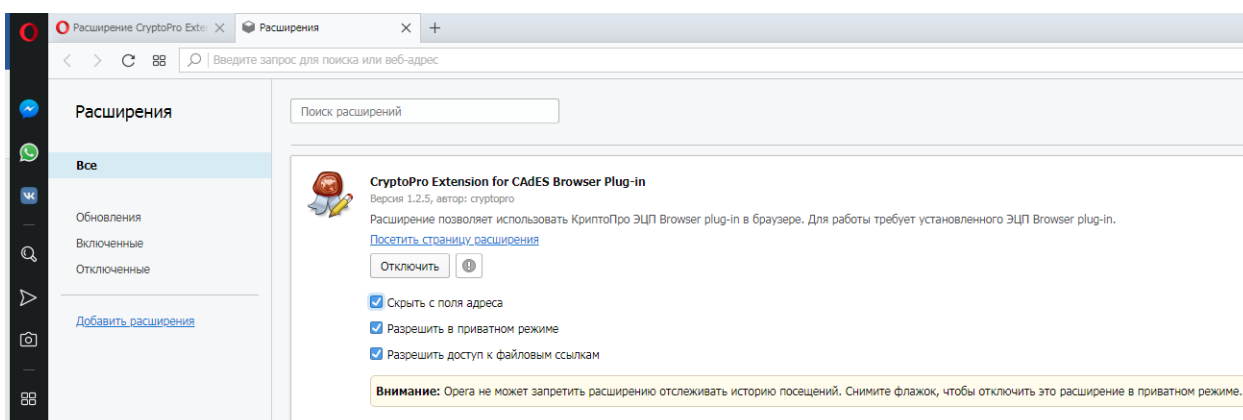 Расширение CryptoPro Exte
Расширения
Введите запрос для поиска или веб-адрес
Расширения
Поиск расширений
Все
Обновления
Включенные
Отключенные
Добавить расширения
CryptoPro Extension for CAdES Browser Plug-in
Версия 1.2.5, автор: cryptopro
Расширение позволяет использовать КриптоПро ЭЦП Browser plug-in в браузере. Для работы требует установленного ЭЦП Browser plug-in.
Посетить страницу расширения
Отключить
Скрыть с поля адреса
Разрешить в приватном режиме
Разрешить доступ к файловым ссылкам
Внимание: Opera не может запретить расширению отслеживать историю посещений. Снимите флажок, чтобы отключить это расширение в приватном режиме.